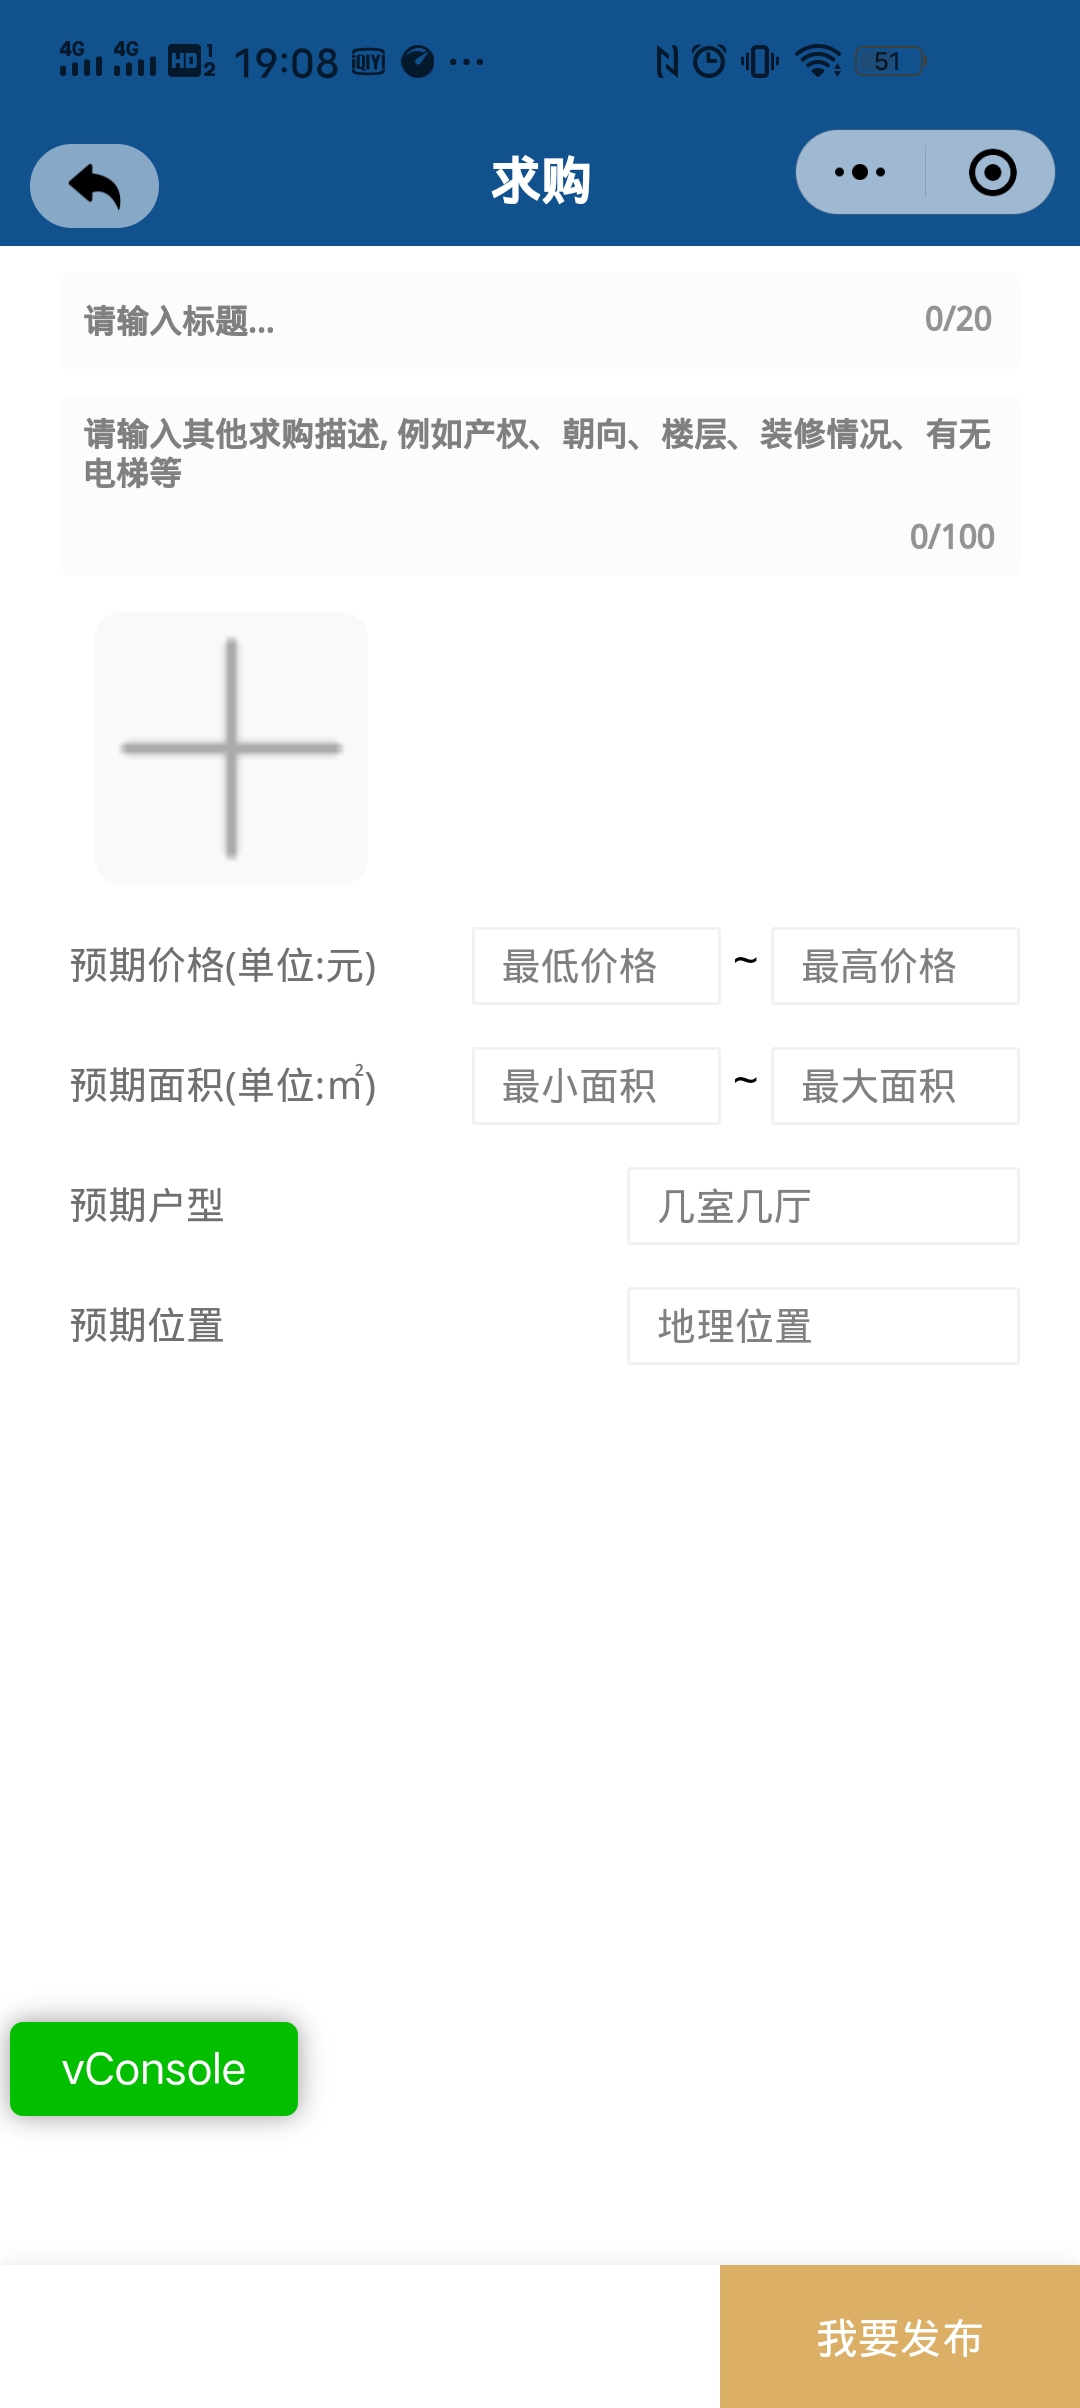 4G 4G HD 1 2 19:08 QIYI ... 51
求购
请输入标题... 0/20
请输入其他求购描述, 例如产权、朝向、楼层、装修情况、有无
电梯等
0/100
预期价格(单位:元) 最低价格 ~ 最高价格
预期面积(单位:㎡) 最小面积 ~ 最大面积
预期户型 几室几厅
预期位置 地理位置
vConsole
我要发布